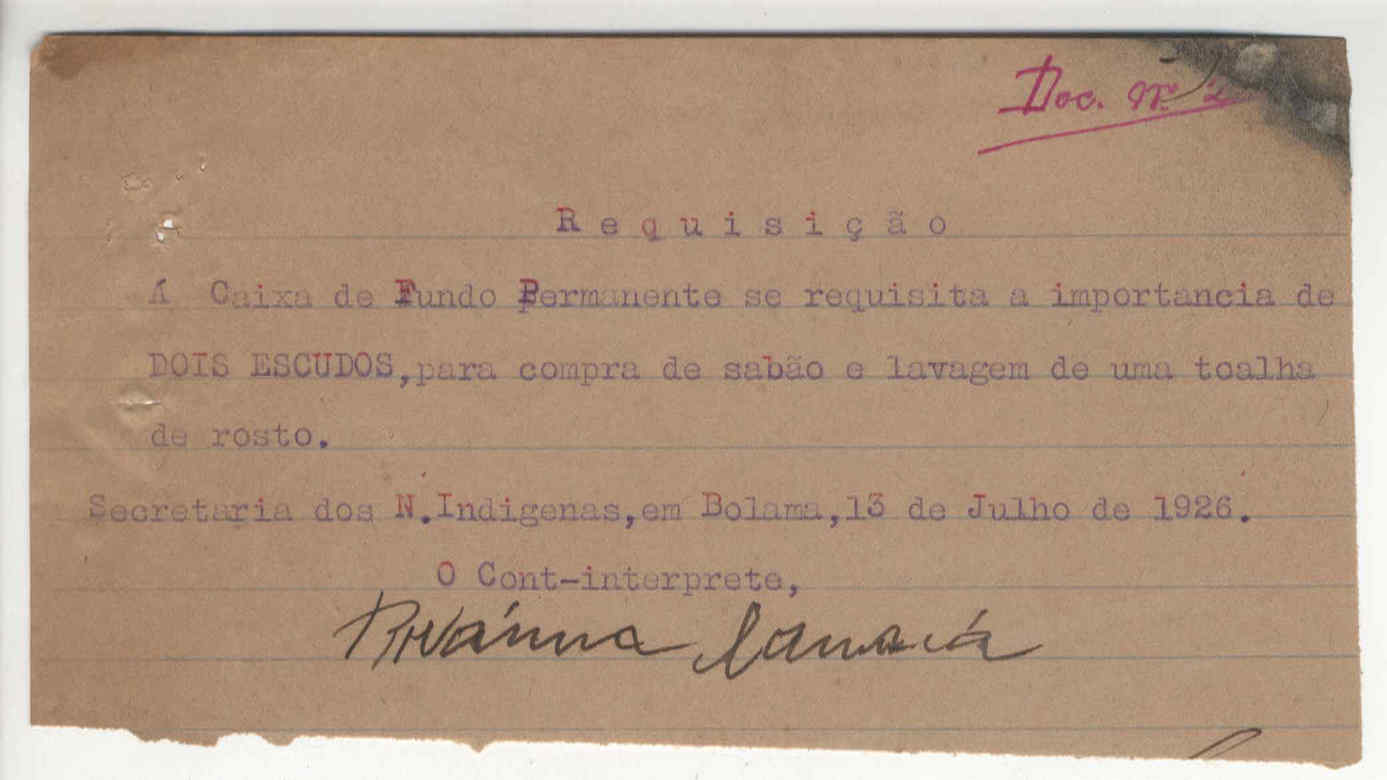 Doc. Nº 2
Requisição
Á Caixa de Fundo Permanente se requisita a importancia de
DOIS ESCUDOS,para compra de sabão e lavagem de uma toalha
de rosto.
Secretaria dos N.Indigenas,em Bolama,13 de Julho de 1926.
O Cont-interprete,